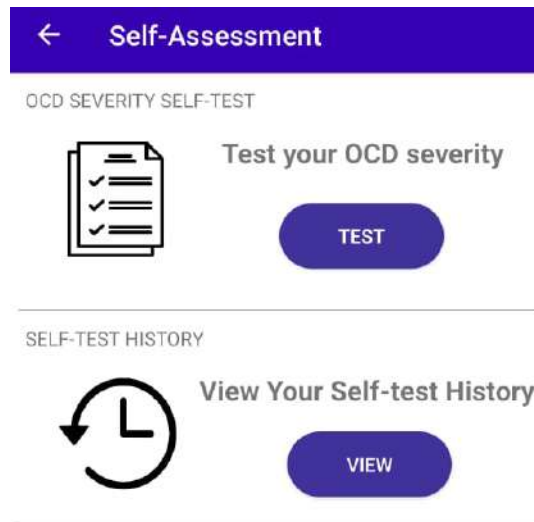 Self-Assessment
OCD SEVERITY SELF-TEST
Test your OCD severity
TEST
SELF-TEST HISTORY
View Your Self-test History
VIEW